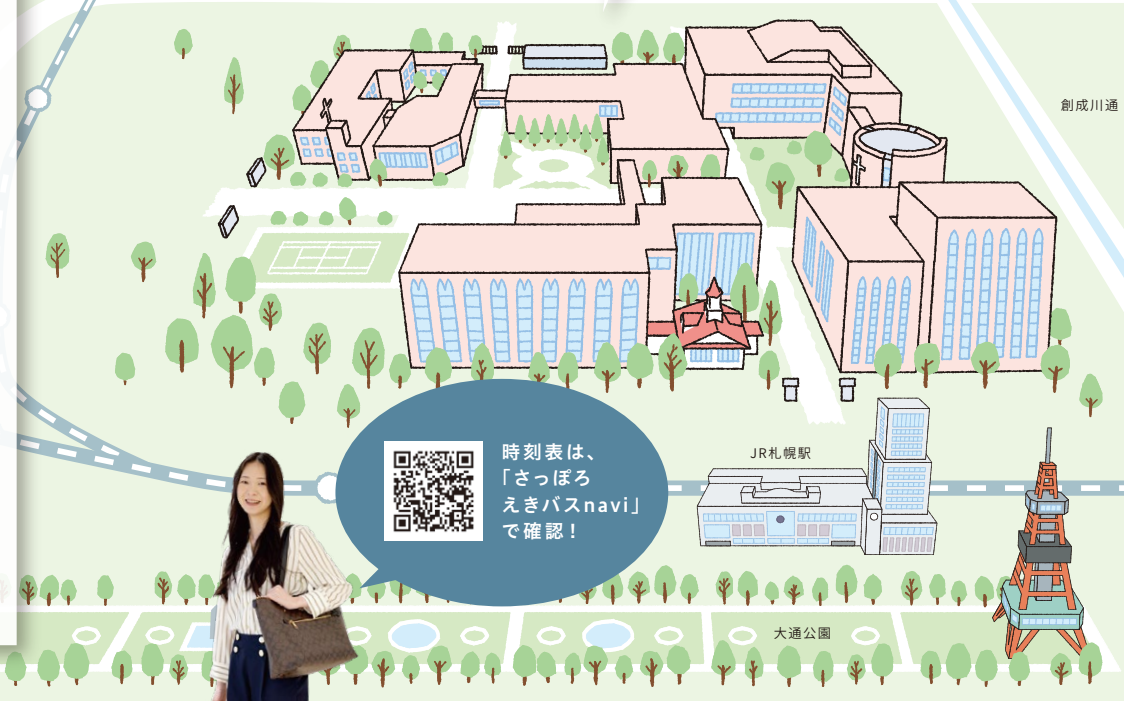 創成川通
時刻表は、
「さっぽろ
えきバスnavi」
で確認！
JR札幌駅
大通公園